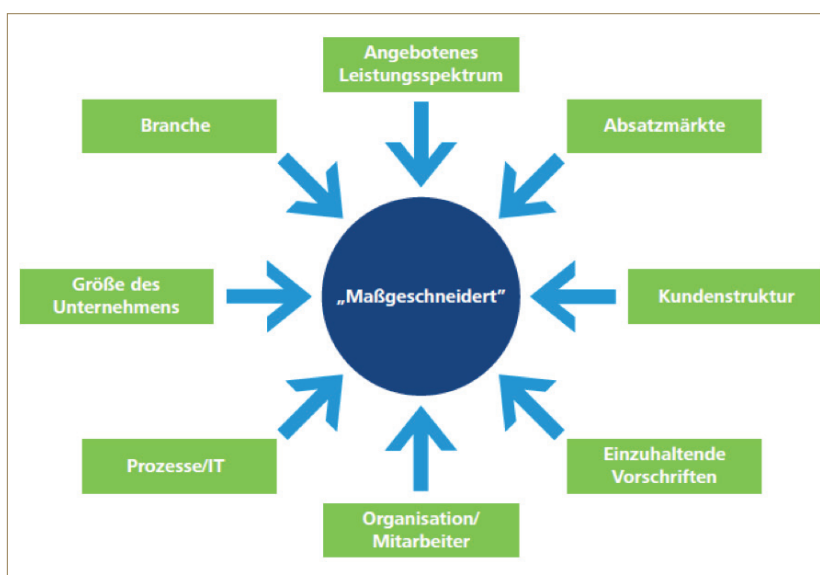 Angebotenes
Leistungsspektrum
Branche
Absatzmärkte
Größe des
Unternehmens
„Maßgeschneidert”
Kundenstruktur
Prozesse/IT
Einzuhaltende
Vorschriften
Organisation/
Mitarbeiter